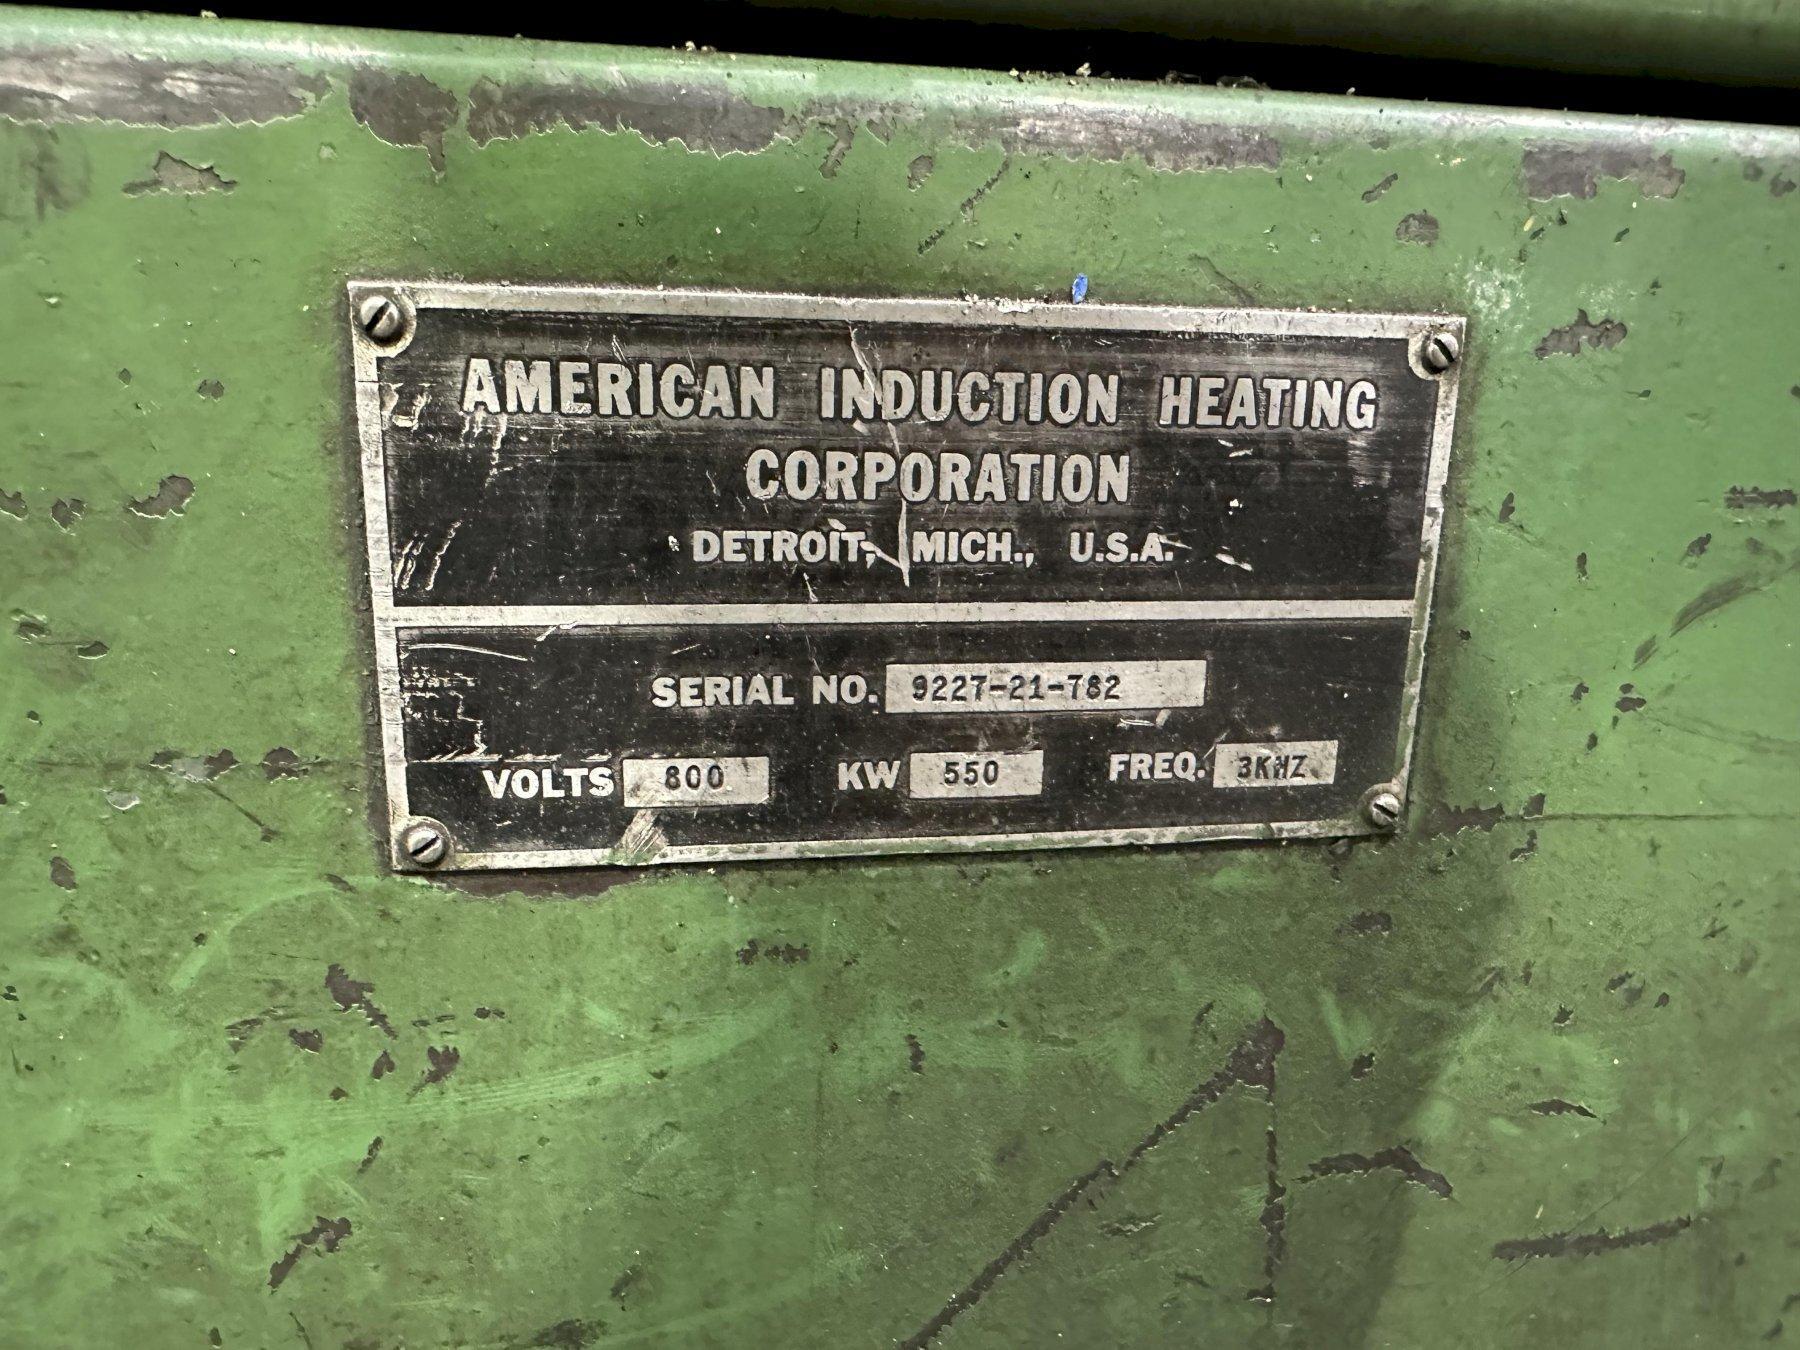 AMERICAN INDUCTION HEATING
CORPORATION
DETROIT, MICH., U.S.A.
SERIAL NO. 9227-21-782
VOLTS 800 KW 550 FREQ. 3KHZ